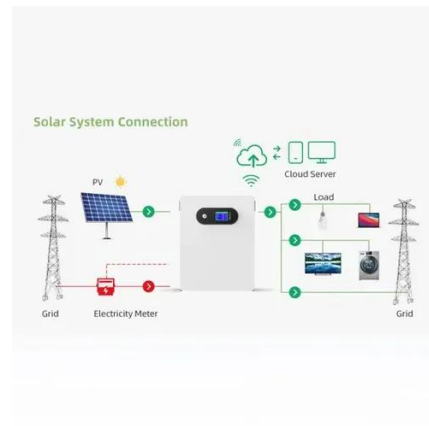 Solar System Connection
Cloud Server
PV
Load
Grid
Electricity Meter
Grid